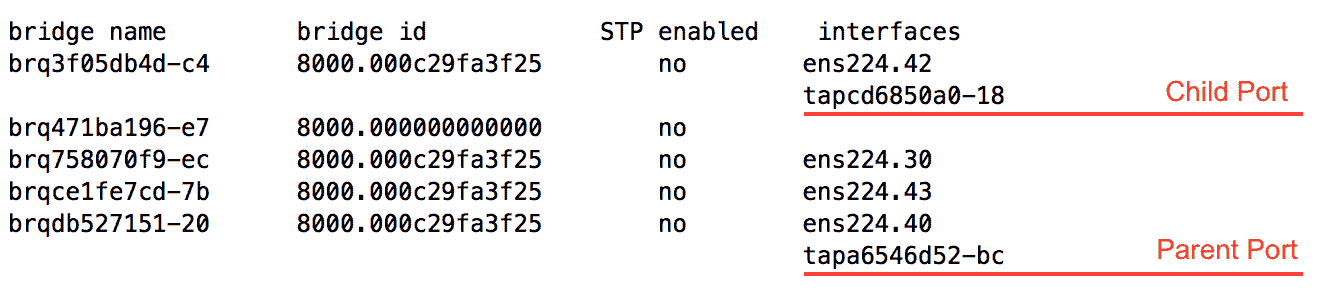 bridge name bridge id STP enabled interfaces
brq3f05db4d-c4 8000.000c29fa3f25 no ens224.42
tapcd6850a0-18 Child Port
brq471ba196-e7 8000.000000000000 no
brq758070f9-ec 8000.000c29fa3f25 no ens224.30
brqce1fe7cd-7b 8000.000c29fa3f25 no ens224.43
brqdb527151-20 8000.000c29fa3f25 no ens224.40
tapa6546d52-bc Parent Port